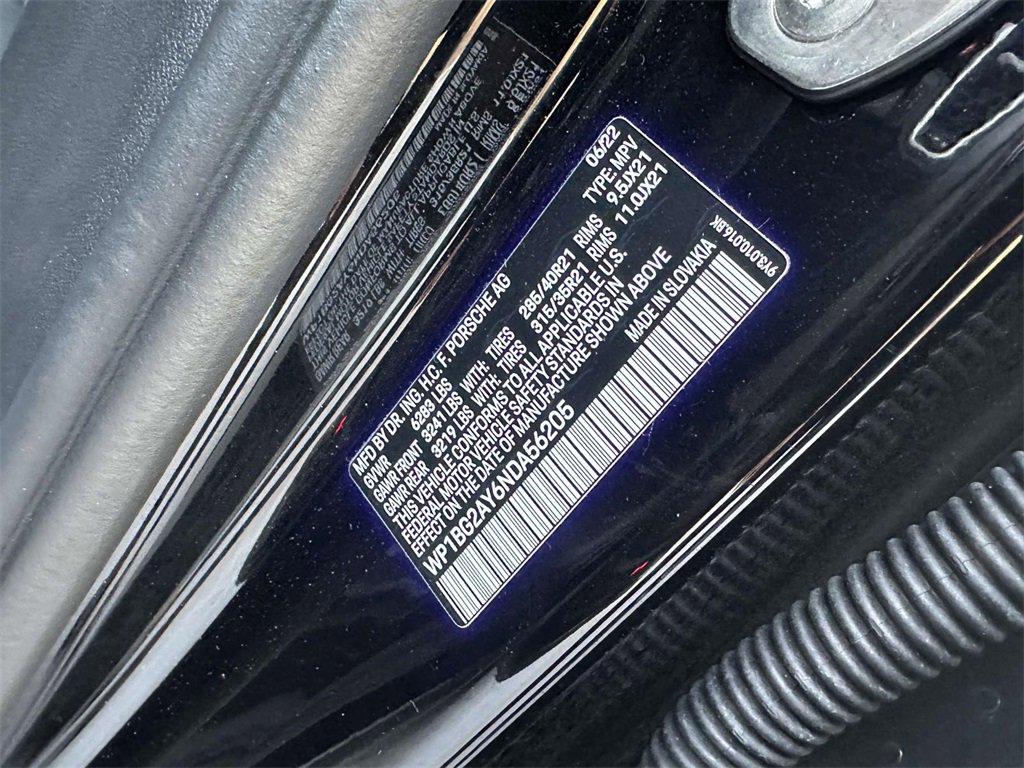 MFD BY DR. ING. H.C. F. PORSCHE AG 06/22
GVWR 6288 LBS TYPE: MPV
GAWR FRONT 3241 LBS WITH: TIRES 285/40R21 RIMS 9.5JX21
GAWR REAR 3219 LBS WITH: TIRES 315/35R21 RIMS 11.0JX21
THIS VEHICLE CONFORMS TO ALL APPLICABLE U.S.
FEDERAL MOTOR VEHICLE SAFETY STANDARDS IN
EFFECT ON THE DATE OF MANUFACTURE SHOWN ABOVE
WP1BG2AY6NDA56205 MADE IN SLOVAKIA
9Y3.010.016.BK